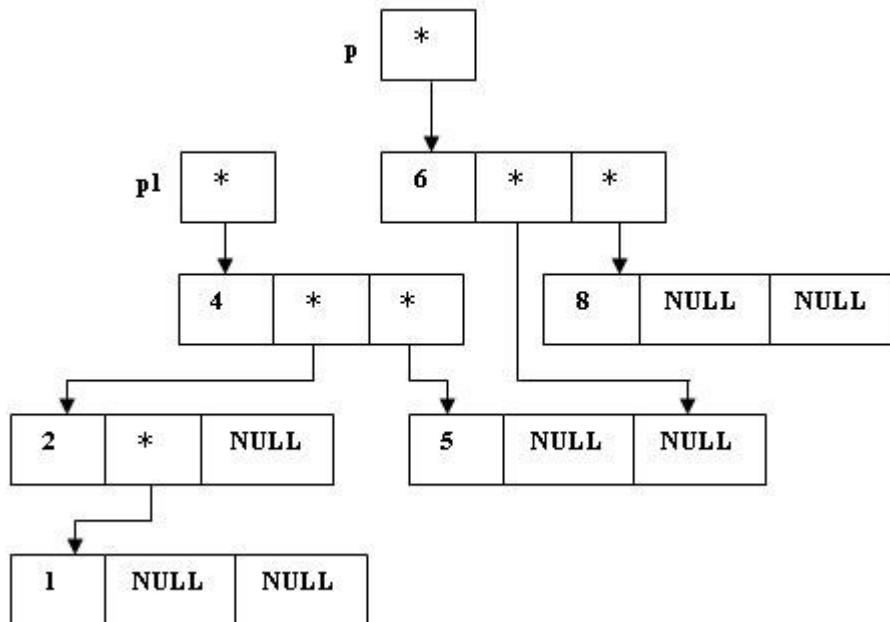 p *
p1 *
6 * *
4 * *
8 NULL NULL
2 * NULL
5 NULL NULL
1 NULL NULL